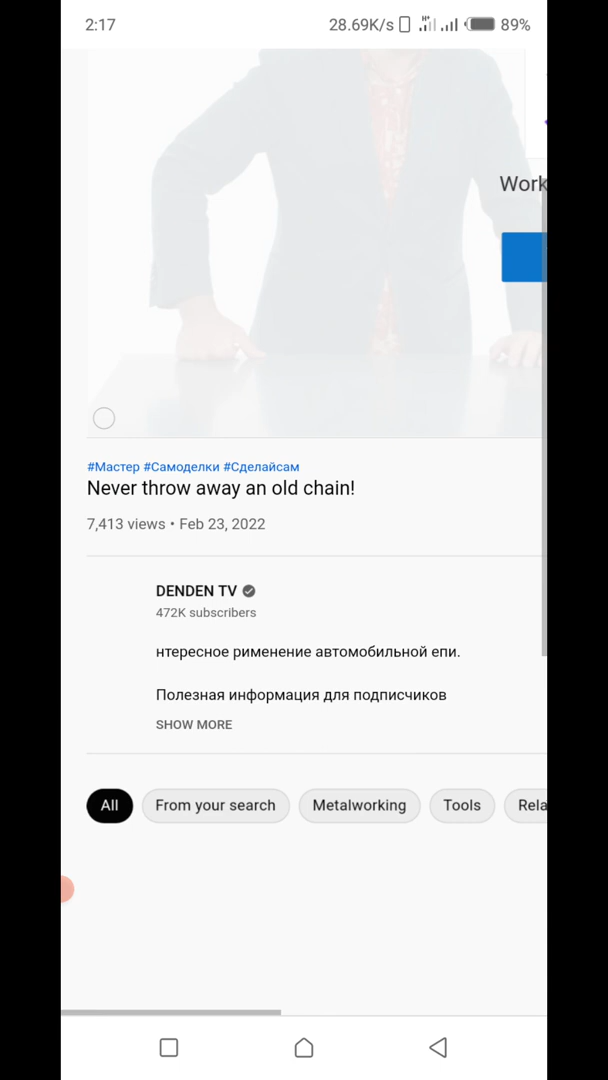 2:17 28.69K/s 89%
Work
#Мастер #Самоделки #Сделайсам
Never throw away an old chain!
7,413 views • Feb 23, 2022
DENDEN TV
472K subscribers
нтересное рименение автомобильной епи.
Полезная информация для подписчиков
SHOW MORE
All From your search Metalworking Tools Rela